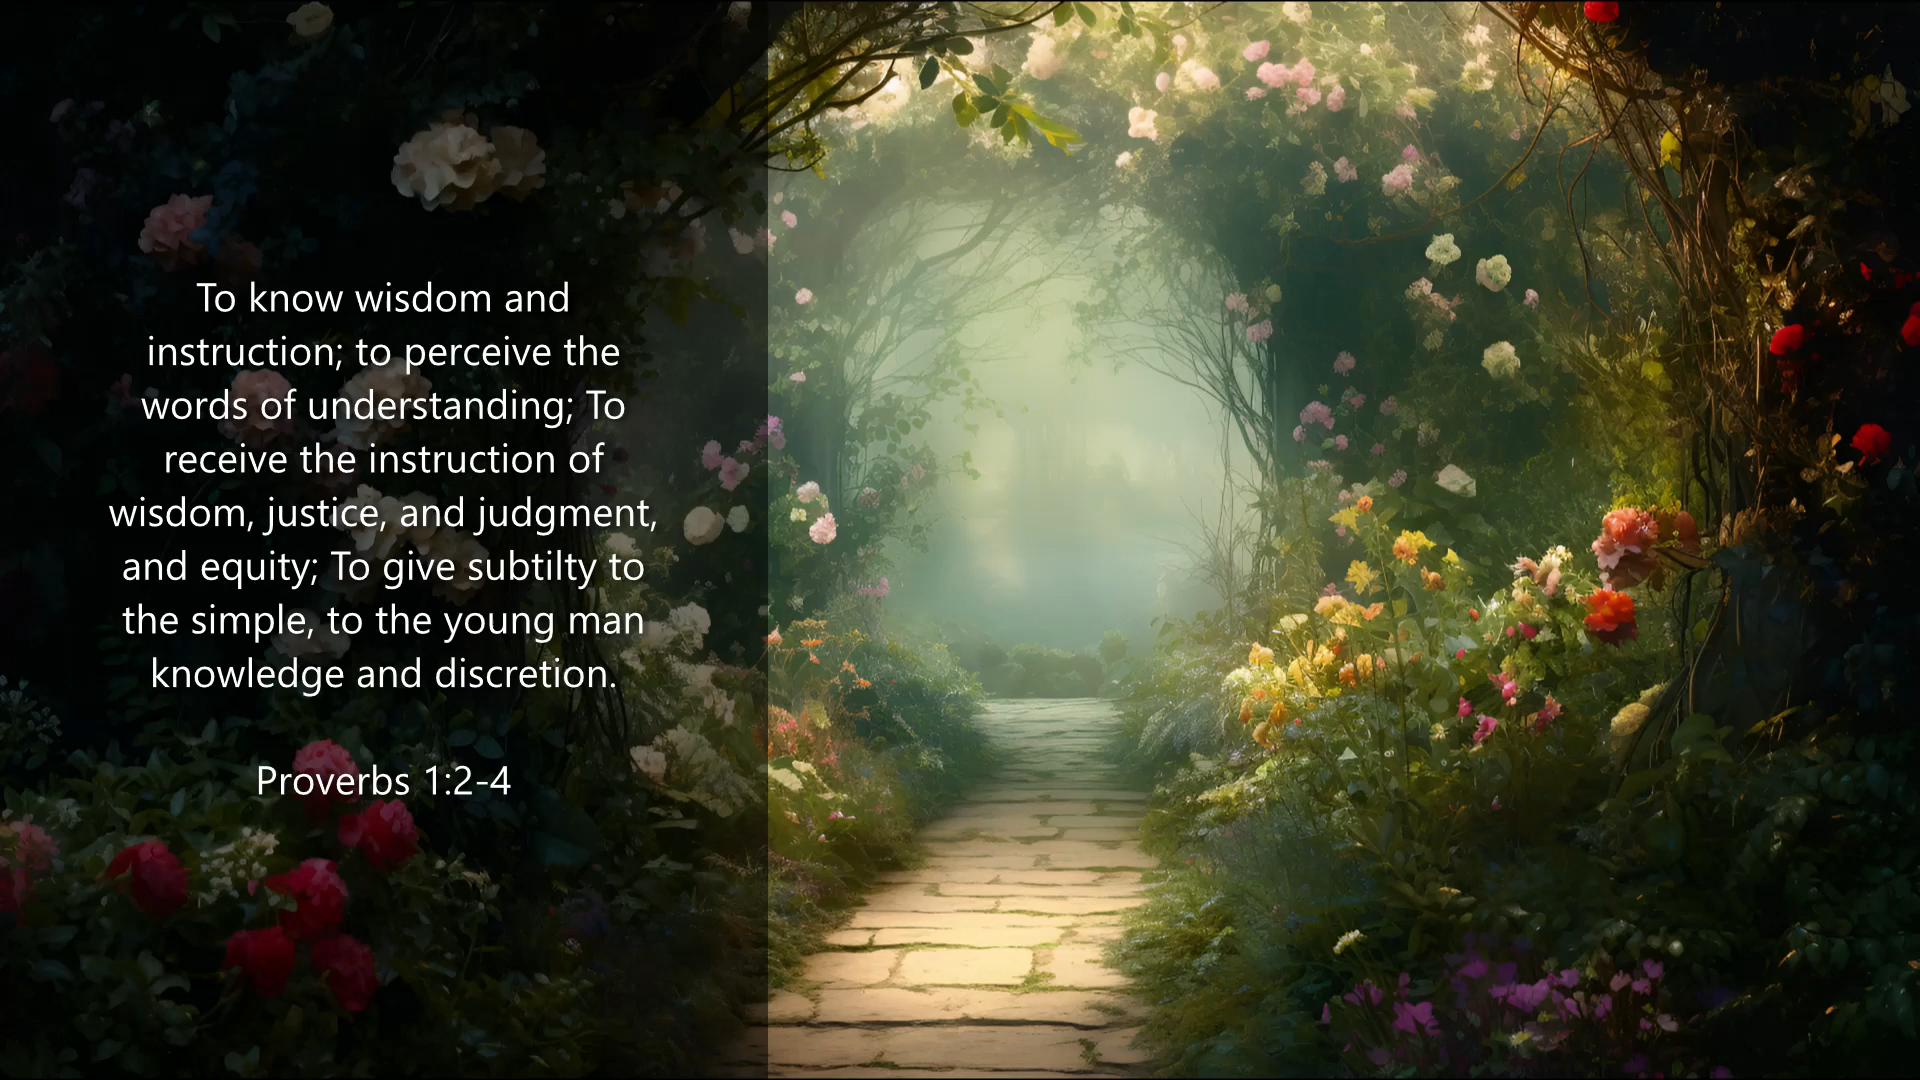 To know wisdom and
instruction; to perceive the
words of understanding; To
receive the instruction of
wisdom, justice, and judgment,
and equity; To give subtilty to
the simple, to the young man
knowledge and discretion.
Proverbs 1:2-4